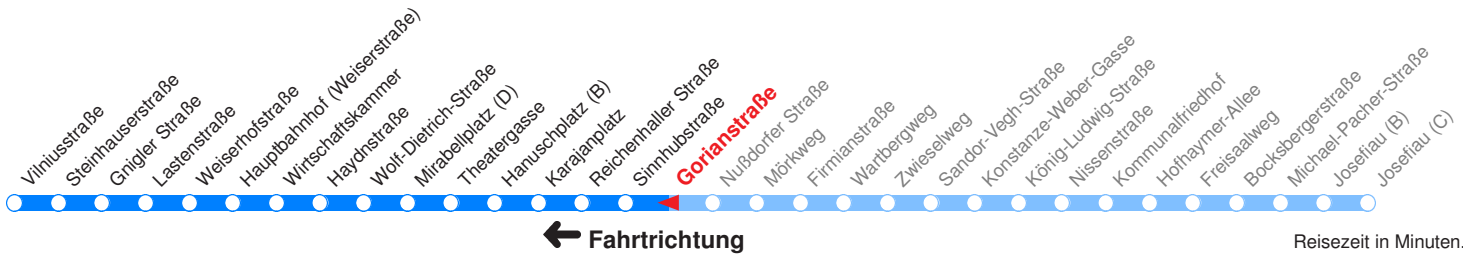 Vilniusstraße
Steinhauserstraße
Gnigler Straße
Lastenstraße
Weiserhofstraße
Hauptbahnhof (Weiserstraße)
Wirtschaftskammer
Haydnstraße
Wolf-Dietrich-Straße
Mirabellplatz (D)
Theatergasse
Hanuschplatz (B)
Karajanplatz
Reichenhaller Straße
Sinnhubstraße
Gorianstraße
Nußdorfer Straße
Mörkweg
Firmianstraße
Wartbergweg
Zwieselweg
Sandor-Vegh-Straße
Konstanze-Weber-Gasse
König-Ludwig-Straße
Nissenstraße
Kommunalfriedhof
Hofhaymer-Allee
Freisaalweg
Bocksbergerstraße
Michael-Pacher-Straße
Josefiau (B)
Josefiau (C)
Fahrtrichtung
Reisezeit in Minuten.